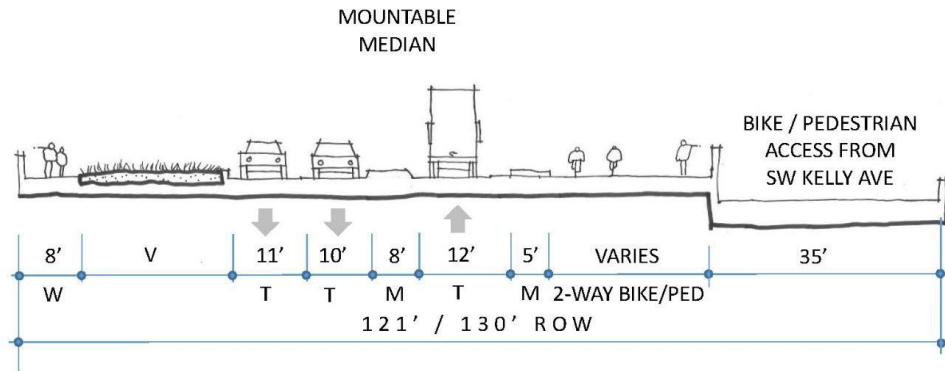 MOUNTABLE
MEDIAN
BIKE / PEDESTRIAN
ACCESS FROM
SW KELLY AVE
8’ V 11’ 10’ 8’ 12’ 5’ VARIES 35’
W T T M T M 2-WAY BIKE/PED
121’ / 130’ ROW